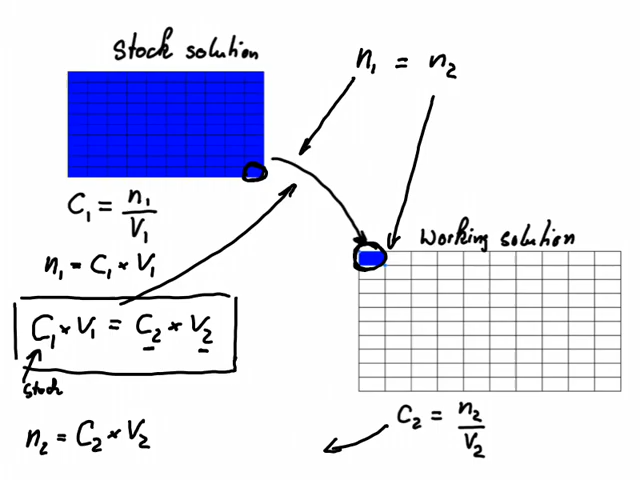 Stock solution
n₁ = n₂
C₁ = n₁/V₁
n₁ = C₁ × V₁
Working solution
C₁ × V₁ = C₂ × V₂
Stock
C₂ = n₂/V₂
n₂ = C₂ × V₂